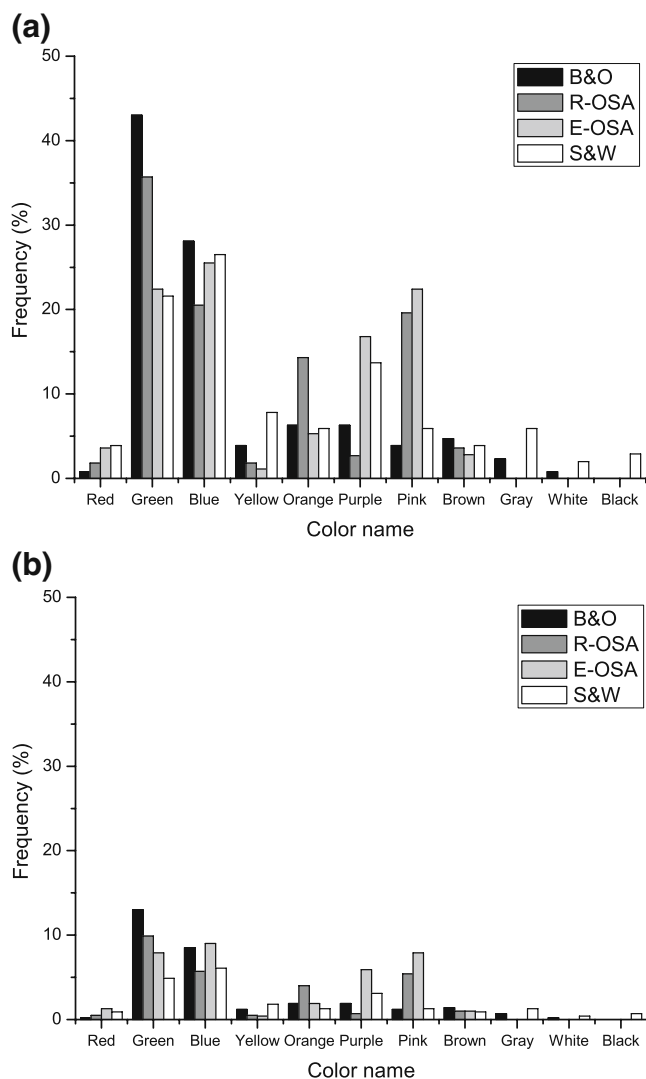 (a)
50
40
30
20
10
0
Frequency (%)
B&O
R-OSA
E-OSA
S&W
Red Green Blue Yellow Orange Purple Pink Brown Gray White Black
Color name
(b)
50
40
30
20
10
0
Frequency (%)
B&O
R-OSA
E-OSA
S&W
Red Green Blue Yellow Orange Purple Pink Brown Gray White Black
Color name